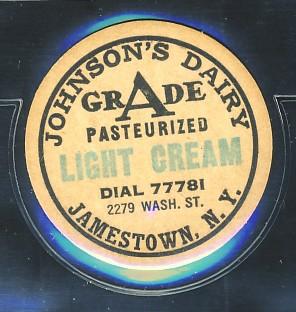 JOHNSON'S DAIRY
GRADE A
PASTEURIZED
LIGHT CREAM
DIAL 77781
2279 WASH. ST.
JAMESTOWN, N.Y.